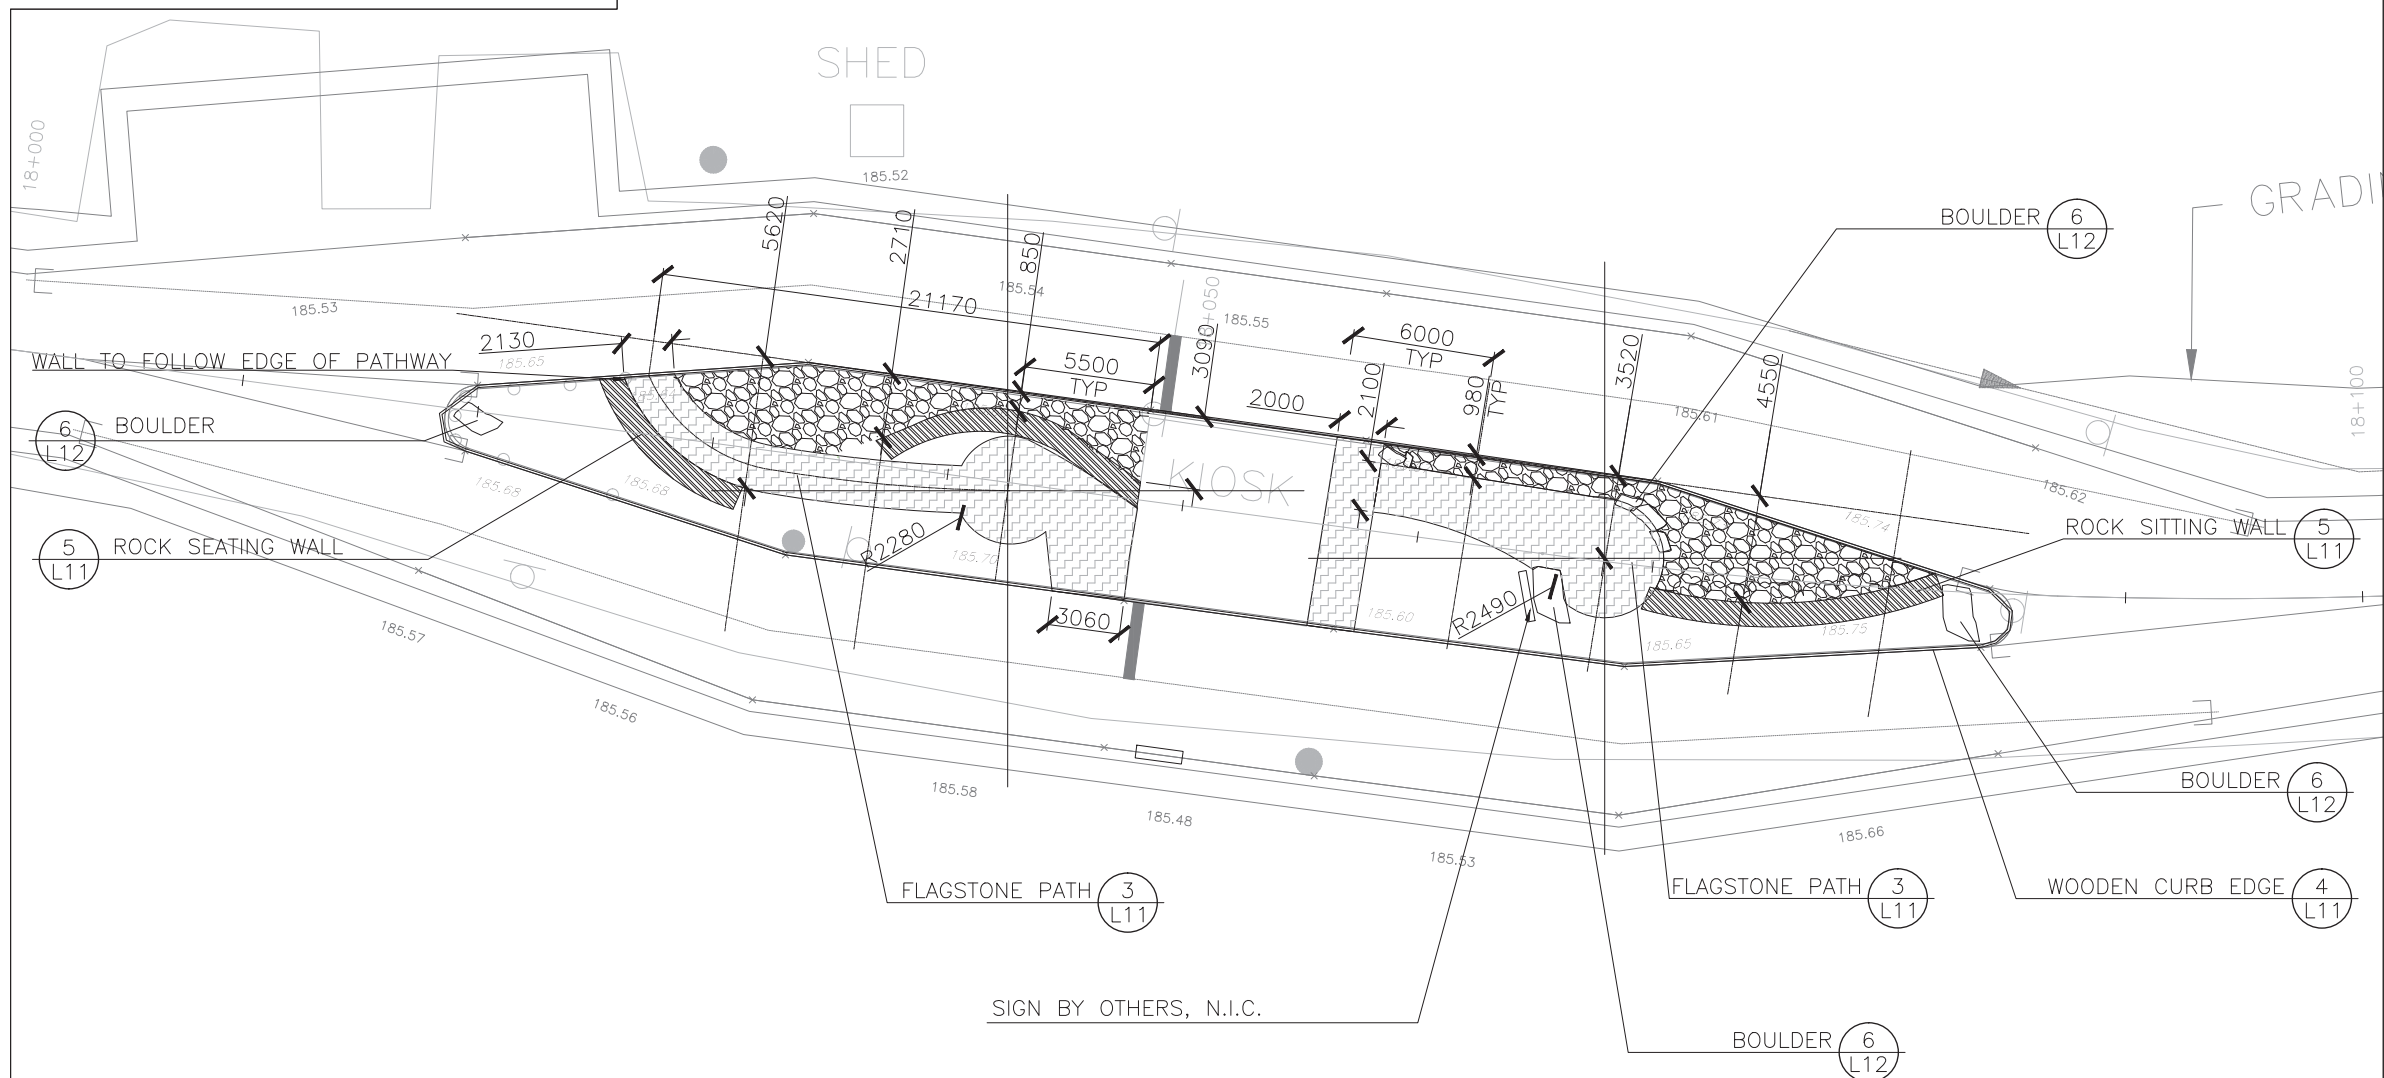 SHED
18+000
185.52
BOULDER 6
L12
GRADI
5620
2710
850
185.53
21170
185.54
18+050
185.55
3090
2130
WALL TO FOLLOW EDGE OF PATHWAY
185.65
5500
TYP
6000
TYP
2000
2100
980
TYP
3520
4550
185.61
18+100
6
L12
BOULDER
185.68
185.68
KIOSK
185.62
185.74
ROCK SITTING WALL 5
L11
5
L11
ROCK SEATING WALL
R2280
185.70
3060
R2490
185.60
185.65
185.75
185.57
185.56
185.58
185.48
185.53
185.66
BOULDER 6
L12
FLAGSTONE PATH 3
L11
FLAGSTONE PATH 3
L11
WOODEN CURB EDGE 4
L11
SIGN BY OTHERS, N.I.C.
BOULDER 6
L12